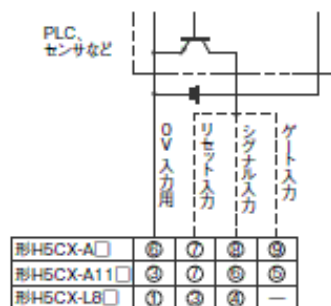 PLC、
センサなど
0V入力用
リセット入力
シグナル入力
ゲート入力
形H5CX-A□ ⑥ ⑦ ⑧ ⑨
形H5CX-A11□ ③ ⑦ ⑥ ⑤
形H5CX-L8□ ① ③ ④ —